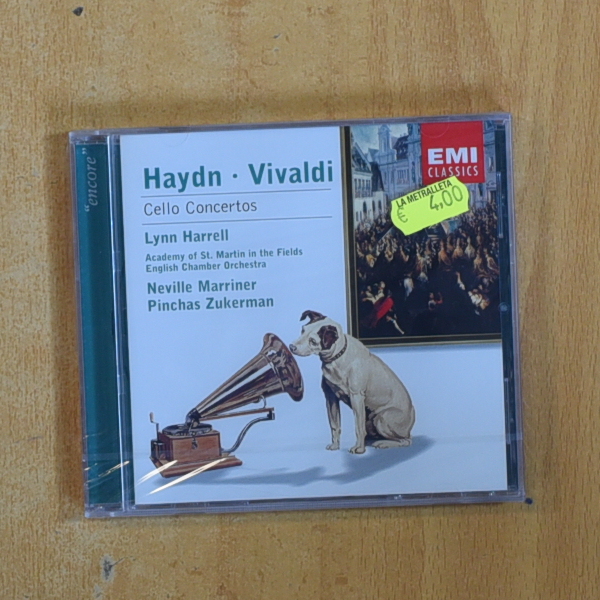 "encore"
Haydn · Vivaldi
Cello Concertos
Lynn Harrell
Academy of St. Martin in the Fields
English Chamber Orchestra
Neville Marriner
Pinchas Zukerman
EMI
CLASSICS
LA METRALLETA
€ 4,00